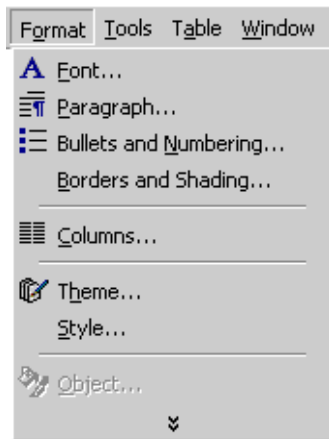 Format Tools Table Window
Font...
Paragraph...
Bullets and Numbering...
Borders and Shading...
Columns...
Theme...
Style...
Object...